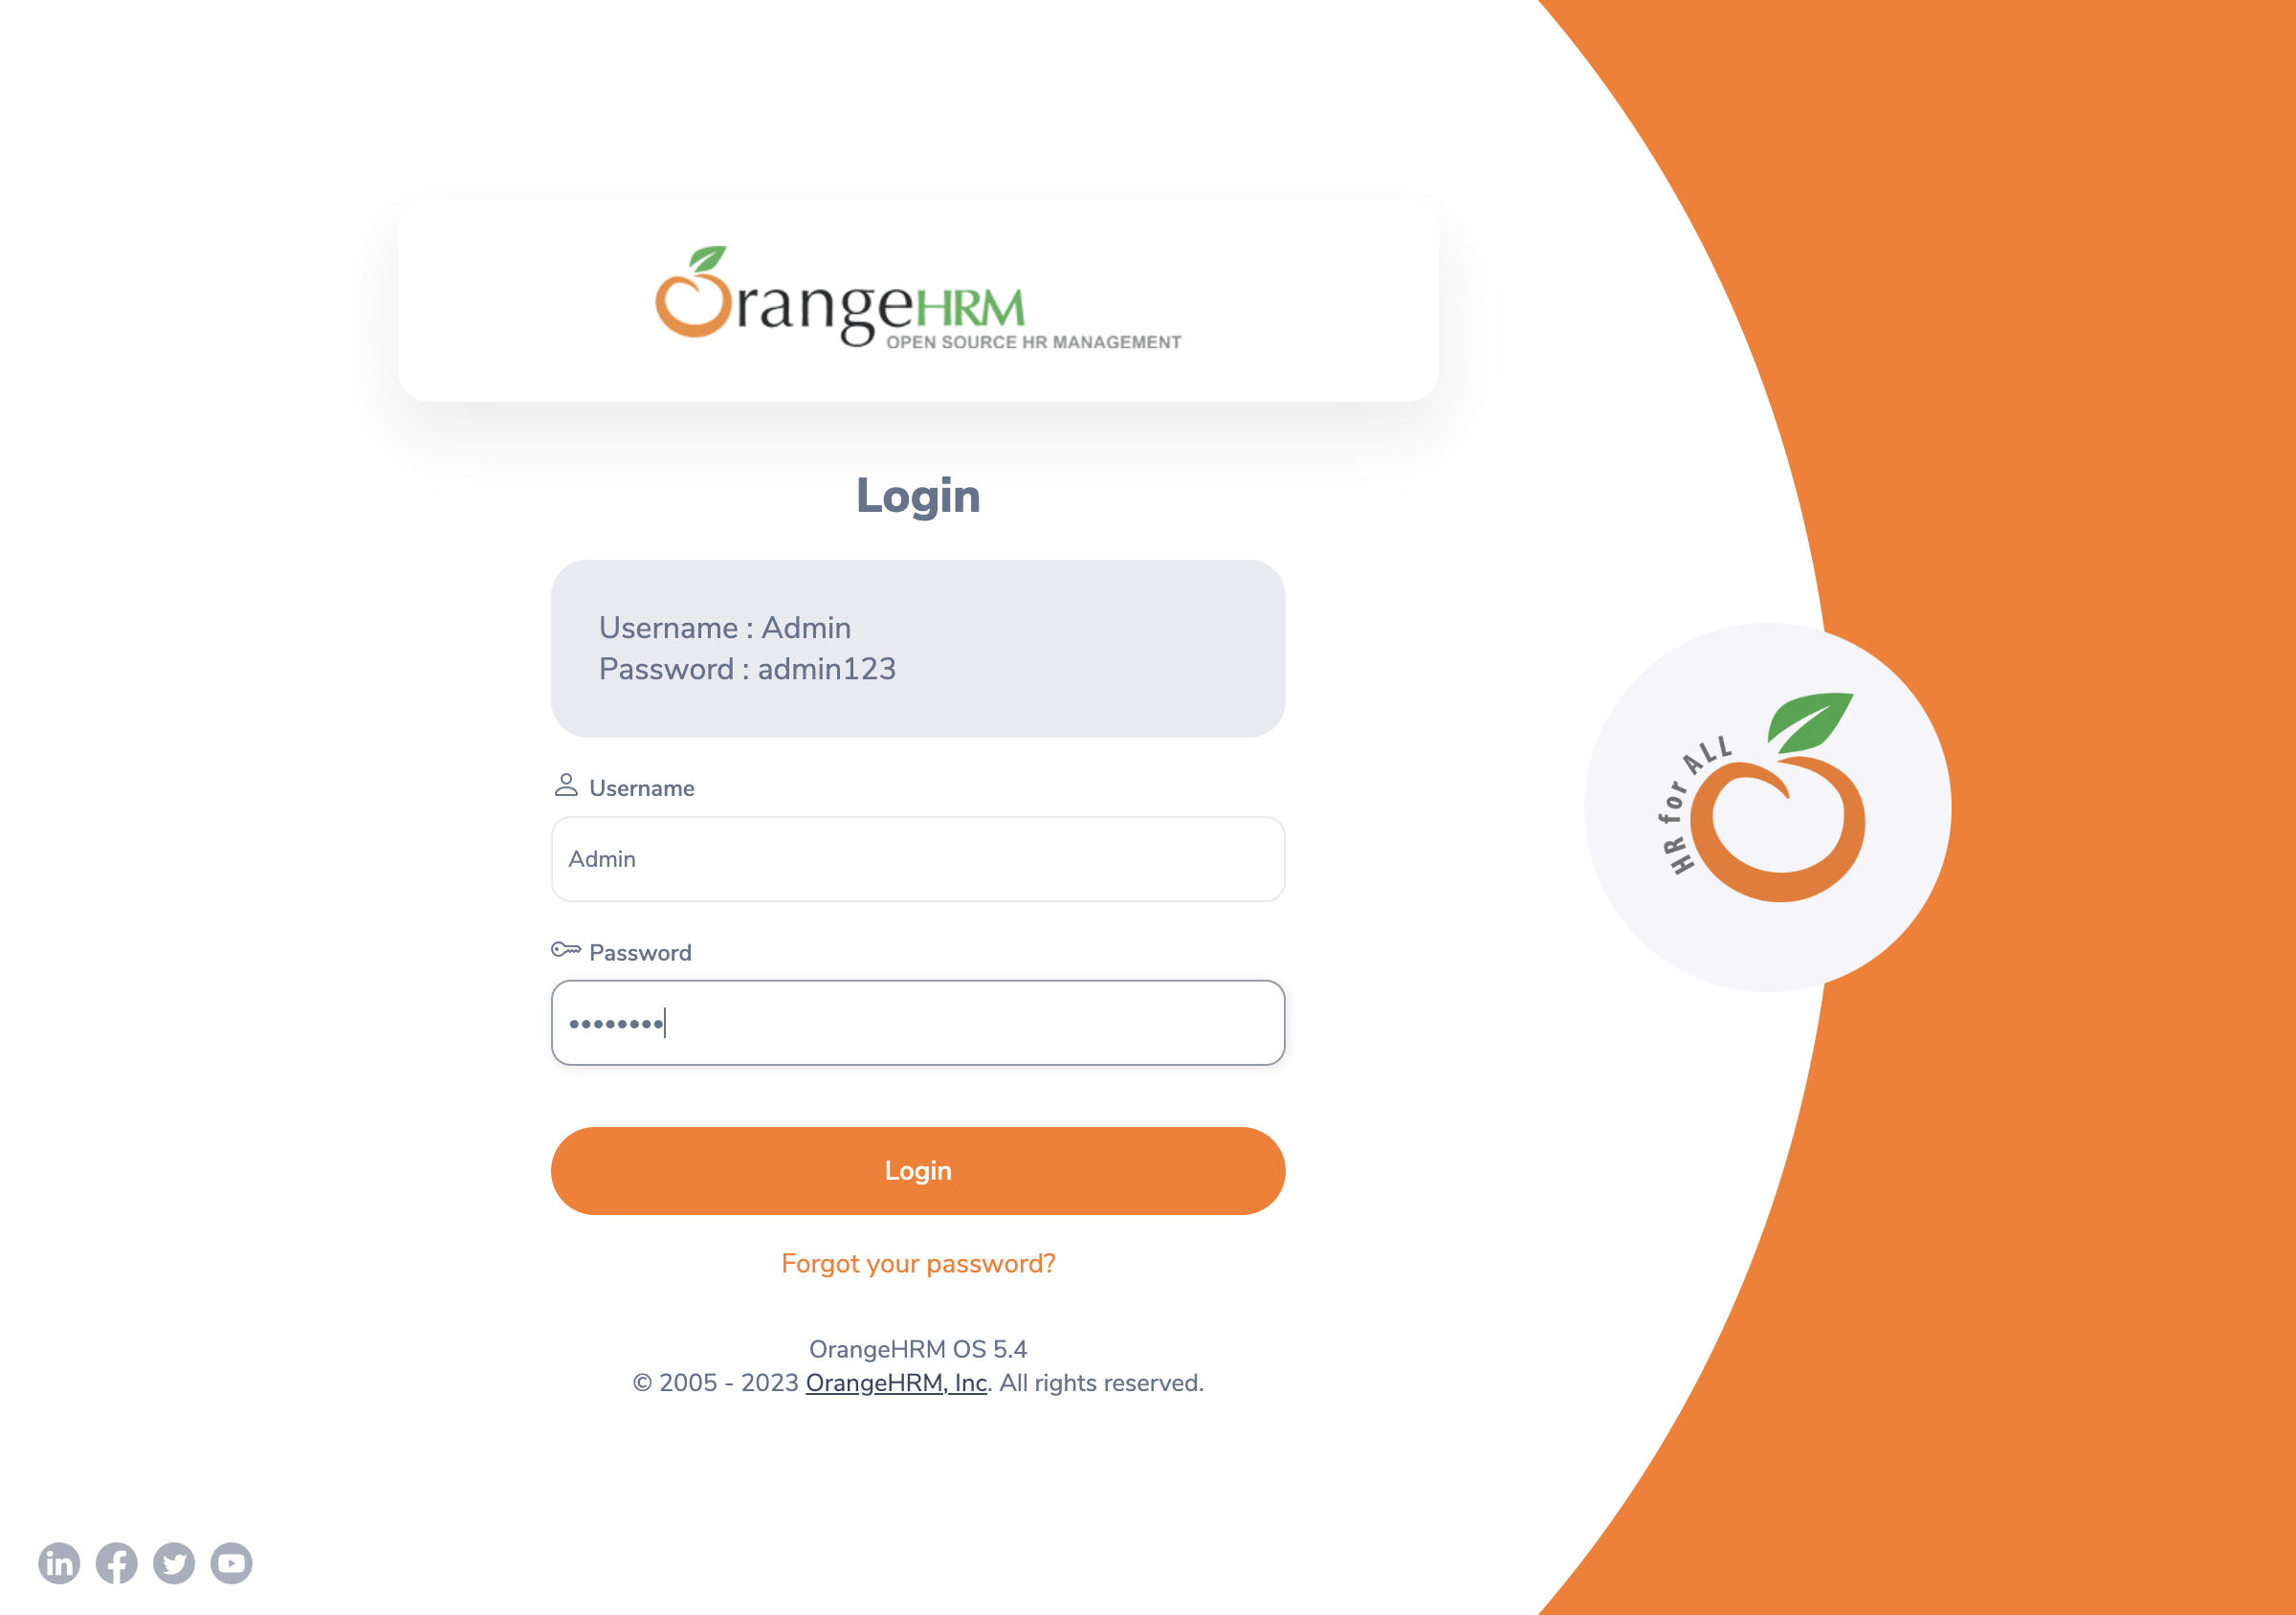 OrangeHRM
OPEN SOURCE HR MANAGEMENT
Login
Username : Admin
Password : admin123
Username
Admin
Password
••••••••
Login
Forgot your password?
OrangeHRM OS 5.4
© 2005 - 2023 OrangeHRM, Inc. All rights reserved.
HR for ALL